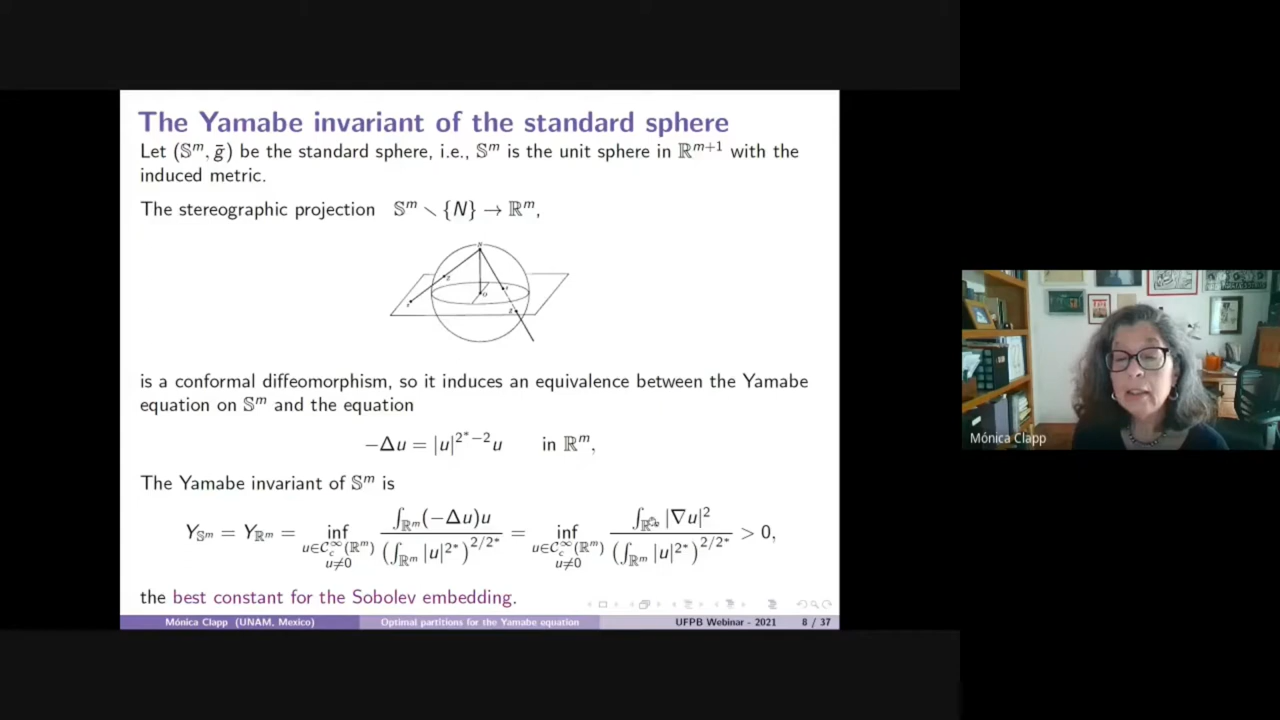 The Yamabe invariant of the standard sphere
Let (𝕊ᵐ, ḡ) be the standard sphere, i.e., 𝕊ᵐ is the unit sphere in ℝᵐ⁺¹ with the
induced metric.
The stereographic projection 𝕊ᵐ ∖ {N} → ℝᵐ,
N
O
is a conformal diffeomorphism, so it induces an equivalence between the Yamabe
equation on 𝕊ᵐ and the equation
−Δu = |u|^{2*−2}u in ℝᵐ,
The Yamabe invariant of 𝕊ᵐ is
Y_{𝕊ᵐ} = Y_{ℝᵐ} = inf_{u∈𝒞_c^∞(ℝᵐ), u≠0} ∫_{ℝᵐ}(−Δu)u / (∫_{ℝᵐ} |u|^{2*})^{2/2*} = inf_{u∈𝒞_c^∞(ℝᵐ), u≠0} ∫_{ℝᵐ} |∇u|² / (∫_{ℝᵐ} |u|^{2*})^{2/2*} > 0,
the best constant for the Sobolev embedding.
Mónica Clapp (UNAM, Mexico) Optimal partitions for the Yamabe equation UFPB Webinar - 2021 8 / 37
Mónica Clapp